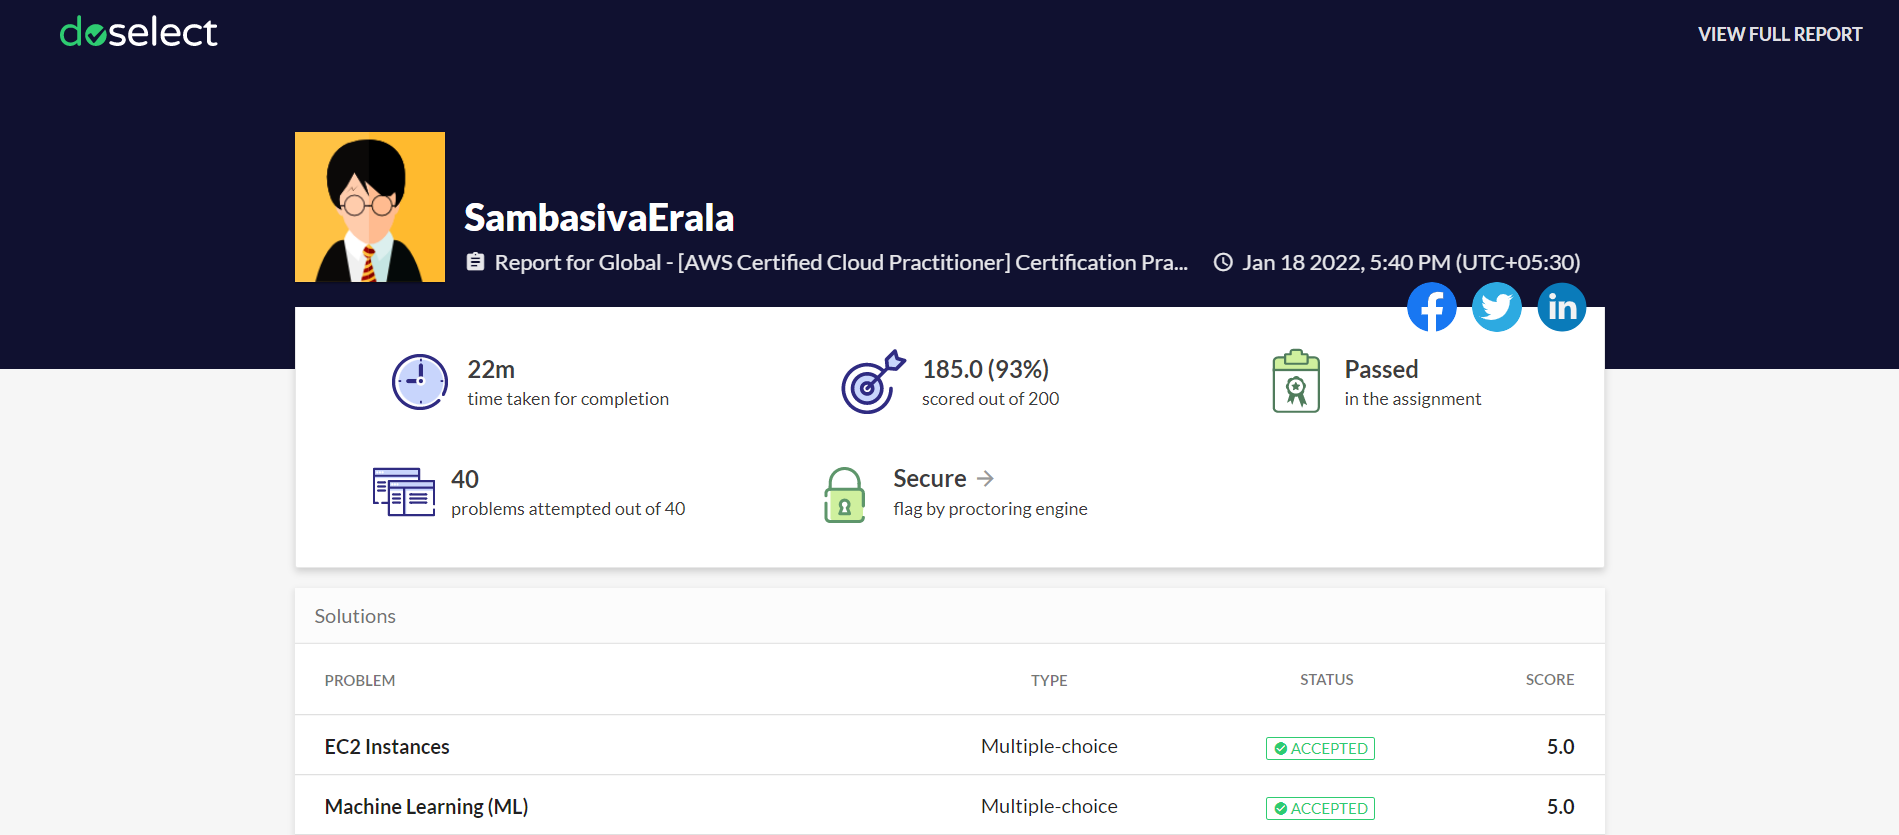 doselect
VIEW FULL REPORT
SambasivaErala
Report for Global - [AWS Certified Cloud Practitioner] Certification Pra... Jan 18 2022, 5:40 PM (UTC+05:30)
22m
time taken for completion
185.0 (93%)
scored out of 200
Passed
in the assignment
40
problems attempted out of 40
Secure →
flag by proctoring engine
Solutions
PROBLEM TYPE STATUS SCORE
EC2 Instances Multiple-choice ACCEPTED 5.0
Machine Learning (ML) Multiple-choice ACCEPTED 5.0